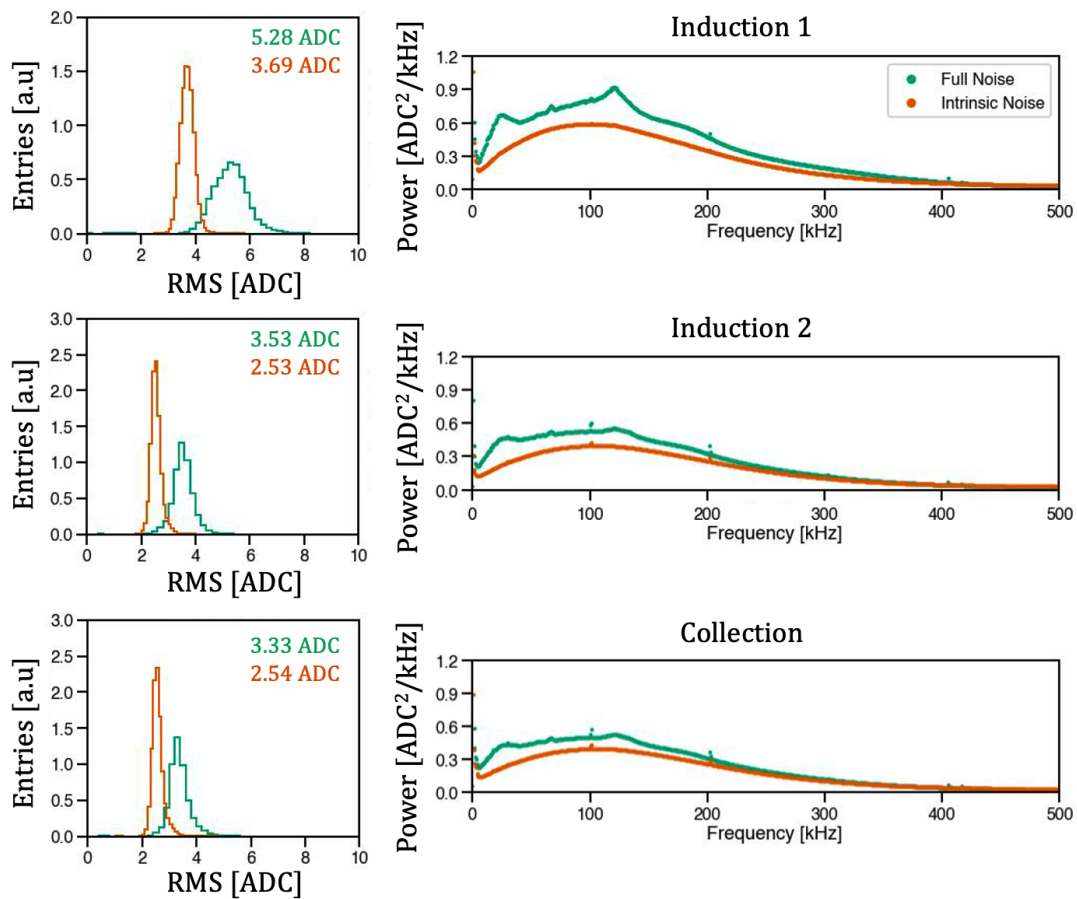 2.0
1.5
1.0
0.5
0.0
Entries [a.u]
5.28 ADC
3.69 ADC
0 2 4 6 8 10
RMS [ADC]
Induction 1
1.2
0.9
0.6
0.3
0.0
Power [ADC²/kHz]
Full Noise
Intrinsic Noise
0 100 200 300 400 500
Frequency [kHz]
3.0
2.5
2.0
1.5
1.0
0.5
0.0
Entries [a.u]
3.53 ADC
2.53 ADC
0 2 4 6 8 10
RMS [ADC]
Induction 2
1.2
0.9
0.6
0.3
0.0
Power [ADC²/kHz]
0 100 200 300 400 500
Frequency [kHz]
3.0
2.5
2.0
1.5
1.0
0.5
0.0
Entries [a.u]
3.33 ADC
2.54 ADC
0 2 4 6 8 10
RMS [ADC]
Collection
1.2
0.9
0.6
0.3
0.0
Power [ADC²/kHz]
0 100 200 300 400 500
Frequency [kHz]